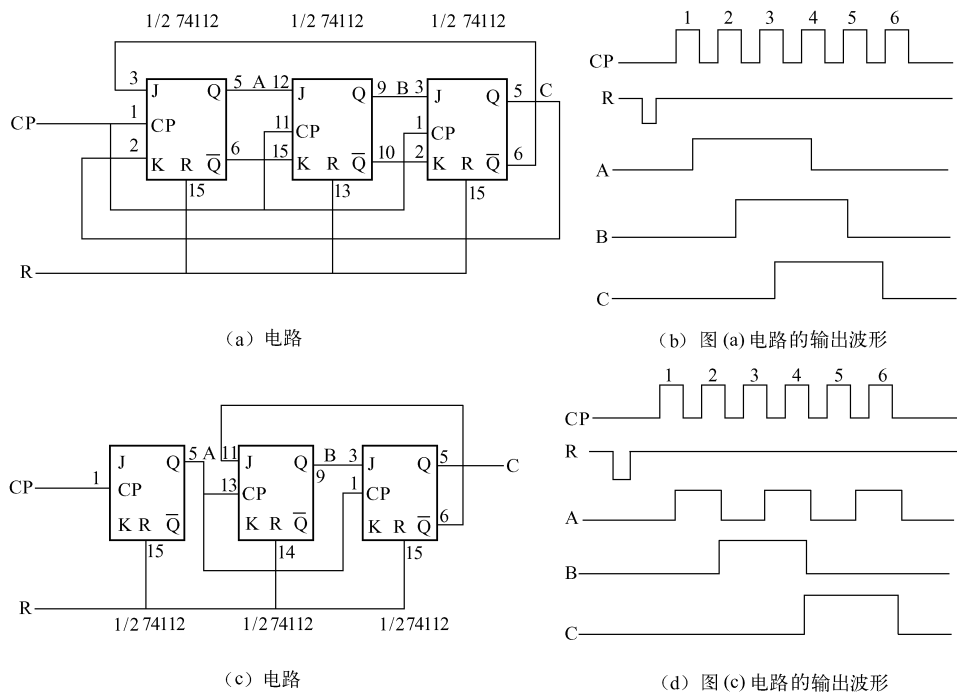 1/2 74112 1/2 74112 1/2 74112
3 J Q 5 A 12 J Q 9 B 3 J Q 5 C
CP 1 CP 11 CP 1 CP
2 K R Q̅ 6 15 K R Q̅ 10 2 K R Q̅ 6
15 13 15
R
(a) 电路
1 2 3 4 5 6
CP
R
A
B
C
(b) 图 (a) 电路的输出波形
J Q 5 A 11 J Q B 3 J Q 5 C
CP 1 CP 13 CP 9 1 CP
K R Q̅ K R Q̅ K R Q̅ 6
15 14 15
R
1/2 74112 1/2 74112 1/2 74112
(c) 电路
1 2 3 4 5 6
CP
R
A
B
C
(d) 图 (c) 电路的输出波形